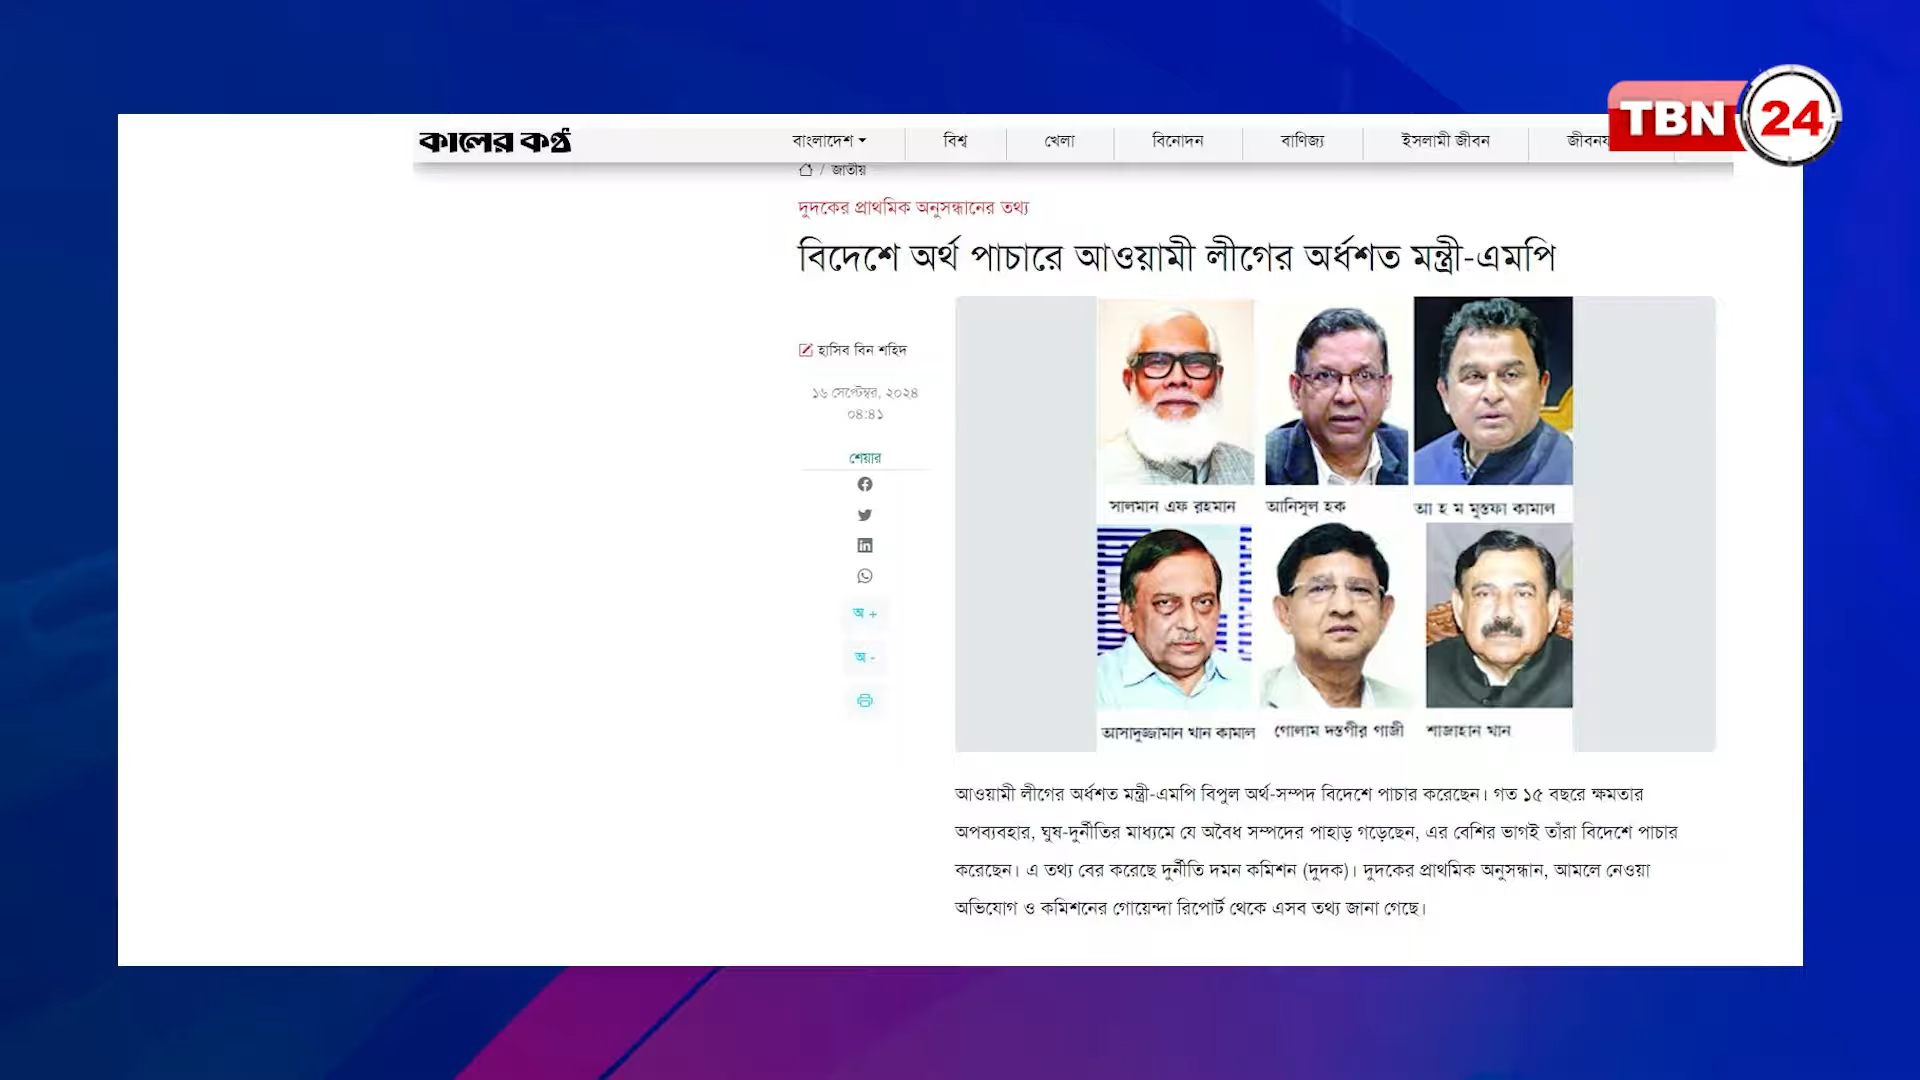 TBN 24
কালের কণ্ঠ
বাংলাদেশ বিশ্ব খেলা বিনোদন বাণিজ্য ইসলামী জীবন
/ জাতীয়
দুদকের প্রাথমিক অনুসন্ধানের তথ্য
বিদেশে অর্থ পাচারে আওয়ামী লীগের অর্ধশত মন্ত্রী-এমপি
হাসিব বিন শহিদ
১৬ সেপ্টেম্বর, ২০২৪
০৪:৪১
শেয়ার
অ +
অ -
সালমান এফ রহমান আনিসুল হক আ হ ম মুস্তফা কামাল
আসাদুজ্জামান খান কামাল গোলাম দস্তগীর গাজী শাজাহান খান
আওয়ামী লীগের অর্ধশত মন্ত্রী-এমপি বিপুল অর্থ-সম্পদ বিদেশে পাচার করেছেন। গত ১৫ বছরে ক্ষমতার
অপব্যবহার, ঘুষ-দুর্নীতির মাধ্যমে যে অবৈধ সম্পদের পাহাড় গড়েছেন, এর বেশির ভাগই তাঁরা বিদেশে পাচার
করেছেন। এ তথ্য বের করেছে দুর্নীতি দমন কমিশন (দুদক)। দুদকের প্রাথমিক অনুসন্ধান, আমলে নেওয়া
অভিযোগ ও কমিশনের গোয়েন্দা রিপোর্ট থেকে এসব তথ্য জানা গেছে।